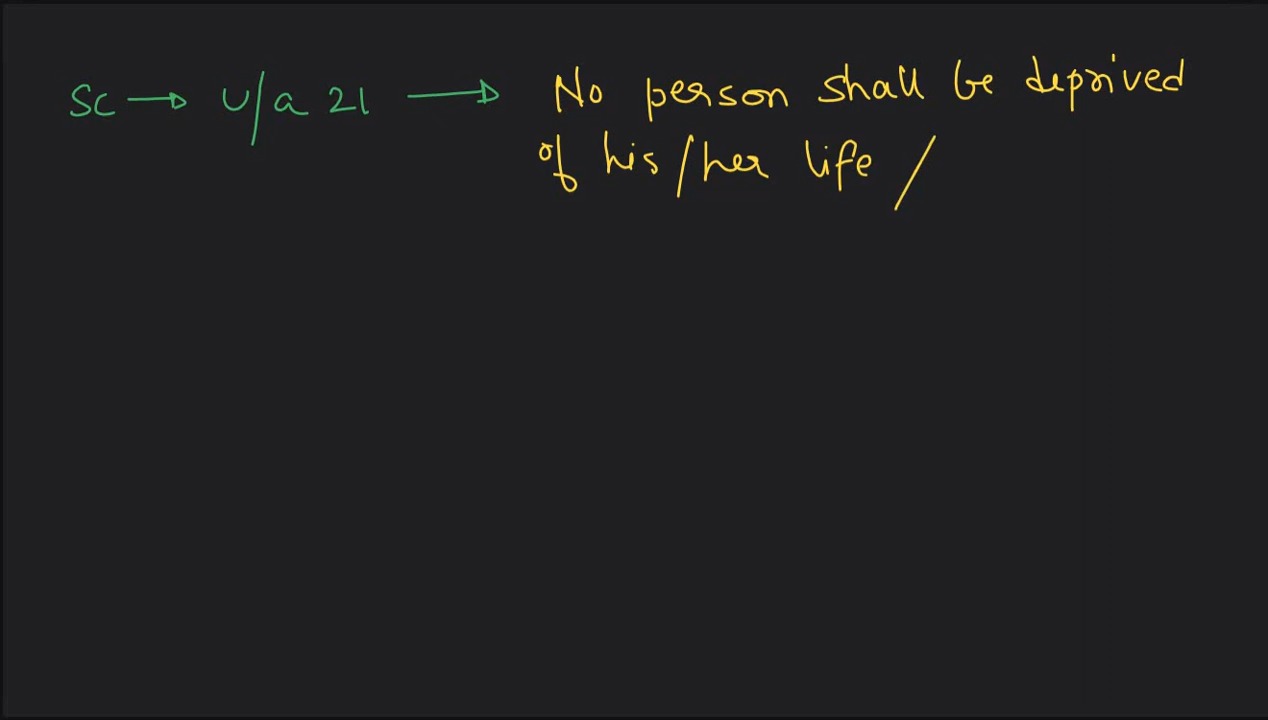 SC → u/a 21 → No person shall be deprived
of his/her life /